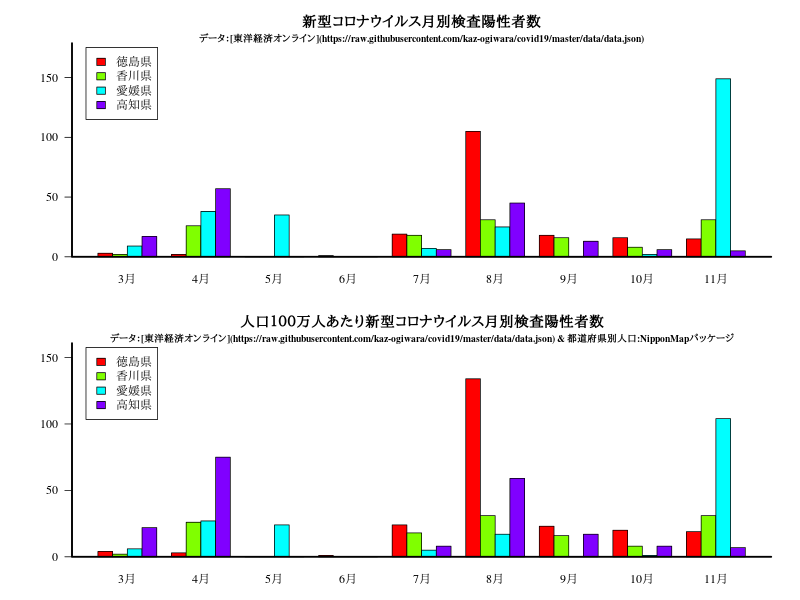 新型コロナウイルス月別検査陽性者数
データ:[東洋経済オンライン](https://raw.githubusercontent.com/kaz-ogiwara/covid19/master/data/data.json)
徳島県
香川県
愛媛県
高知県
150
100
50
0
3月 4月 5月 6月 7月 8月 9月 10月 11月
人口100万人あたり新型コロナウイルス月別検査陽性者数
データ:[東洋経済オンライン](https://raw.githubusercontent.com/kaz-ogiwara/covid19/master/data/data.json) & 都道府県別人口:NipponMapパッケージ
徳島県
香川県
愛媛県
高知県
150
100
50
0
3月 4月 5月 6月 7月 8月 9月 10月 11月